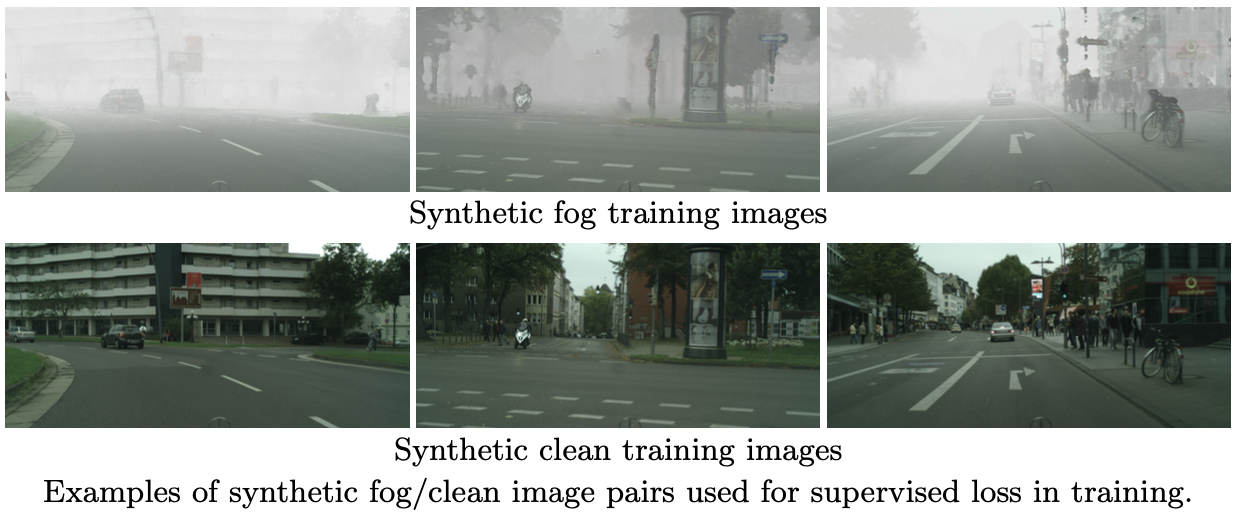 Synthetic fog training images
Synthetic clean training images
Examples of synthetic fog/clean image pairs used for supervised loss in training.